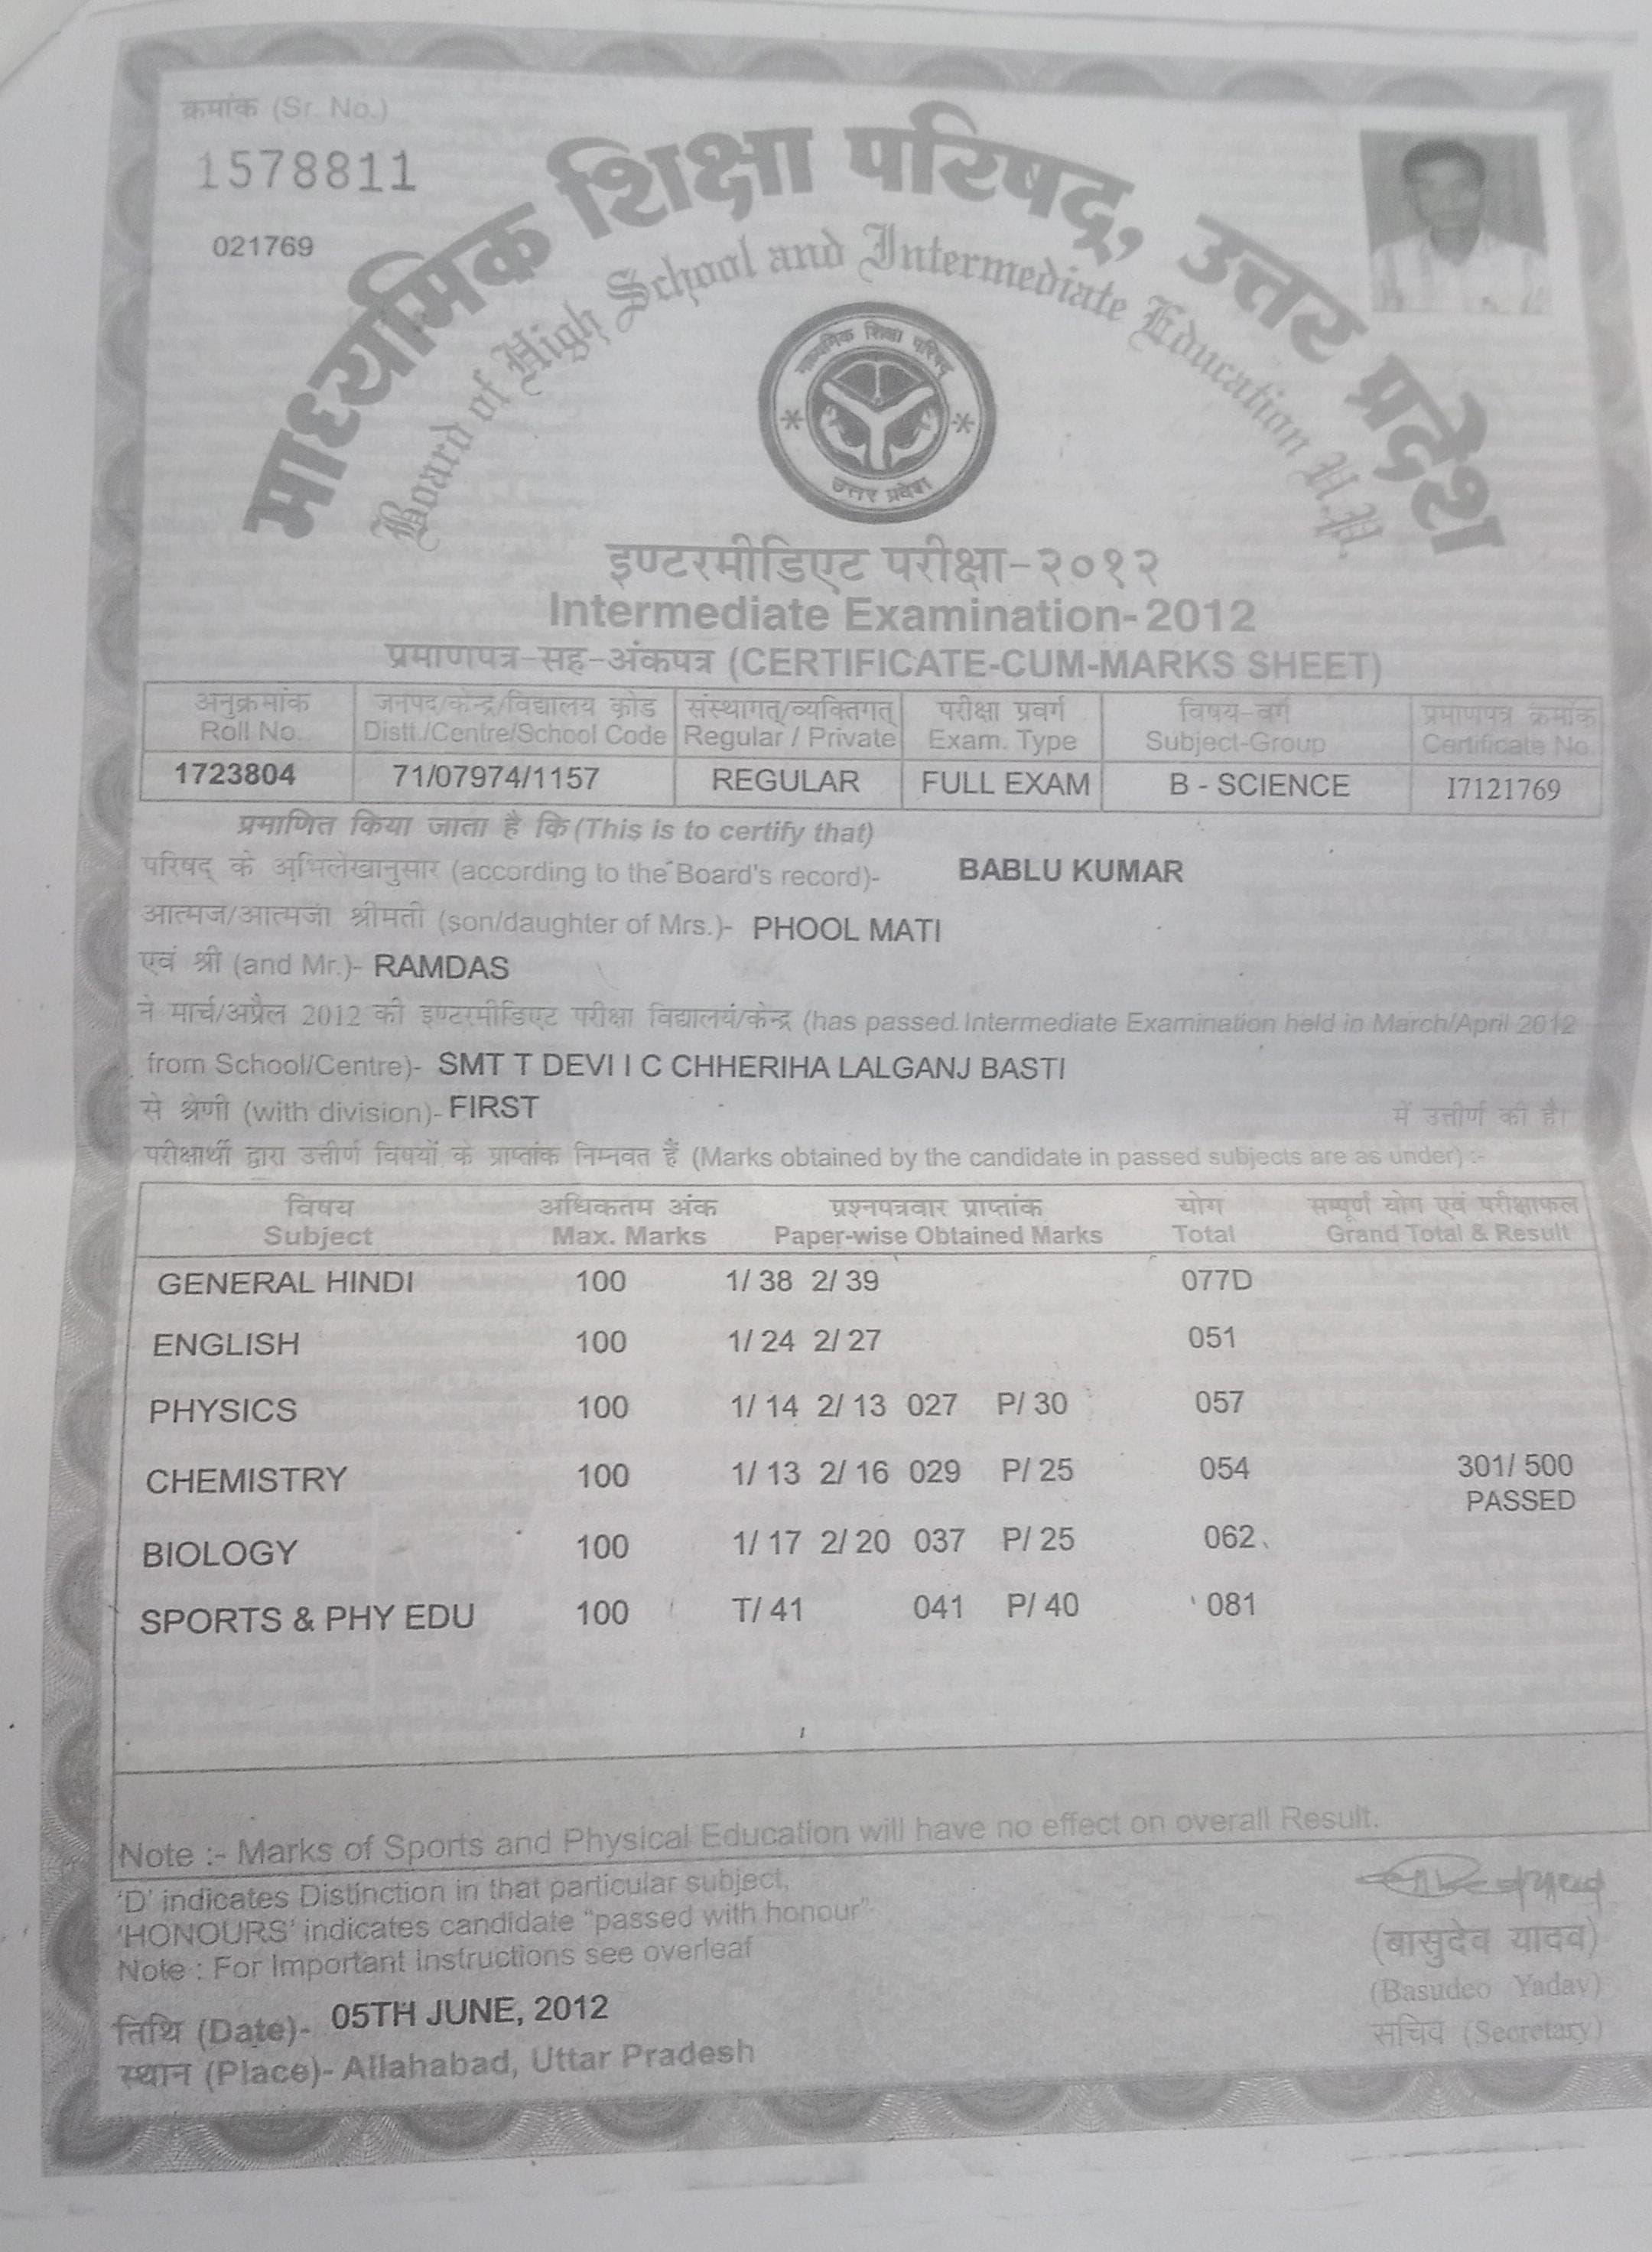 क्रमांक (Sr. No.)
1578811
021769
माध्यमिक शिक्षा परिषद्, उत्तर प्रदेश
Board of High School and Intermediate Education U.P.
माध्यमिक शिक्षा परिषद्
उत्तर प्रदेश
इण्टरमीडिएट परीक्षा-२०१२
Intermediate Examination-2012
प्रमाणपत्र-सह-अंकपत्र (CERTIFICATE-CUM-MARKS SHEET)
अनुक्रमांक जनपद/केन्द्र/विद्यालय कोड संस्थागत्/व्यक्तिगत् परीक्षा प्रवर्ग विषय-वर्ग प्रमाणपत्र क्रमांक
Roll No. Distt./Centre/School Code Regular / Private Exam. Type Subject-Group Certificate No.
1723804 71/07974/1157 REGULAR FULL EXAM B - SCIENCE I7121769
प्रमाणित किया जाता है कि (This is to certify that)
परिषद् के अभिलेखानुसार (according to the Board's record)- BABLU KUMAR
आत्मज/आत्मजा श्रीमती (son/daughter of Mrs.)- PHOOL MATI
एवं श्री (and Mr.)- RAMDAS
ने मार्च/अप्रैल 2012 की इण्टरमीडिएट परीक्षा विद्यालय/केन्द्र (has passed Intermediate Examination held in March/April 2012
from School/Centre)- SMT T DEVI I C CHHERIHA LALGANJ BASTI
से श्रेणी (with division)- FIRST में उत्तीर्ण की है।
परीक्षार्थी द्वारा उत्तीर्ण विषयों के प्राप्तांक निम्नवत हैं (Marks obtained by the candidate in passed subjects are as under) :-
विषय अधिकतम अंक प्रश्नपत्रवार प्राप्तांक योग सम्पूर्ण योग एवं परीक्षाफल
Subject Max. Marks Paper-wise Obtained Marks Total Grand Total & Result
GENERAL HINDI 100 1/ 38 2/ 39 077D
ENGLISH 100 1/ 24 2/ 27 051
PHYSICS 100 1/ 14 2/ 13 027 P/ 30 057
CHEMISTRY 100 1/ 13 2/ 16 029 P/ 25 054 301/ 500
PASSED
BIOLOGY 100 1/ 17 2/ 20 037 P/ 25 062
SPORTS & PHY EDU 100 T/ 41 041 P/ 40 081
Note :- Marks of Sports and Physical Education will have no effect on overall Result.
'D' indicates Distinction in that particular subject,
'HONOURS' indicates candidate "passed with honour"
Note : For Important Instructions see overleaf
(बासुदेव यादव)
(Basudeo Yadav)
सचिव (Secretary)
तिथि (Date)- 05TH JUNE, 2012
स्थान (Place)- Allahabad, Uttar Pradesh